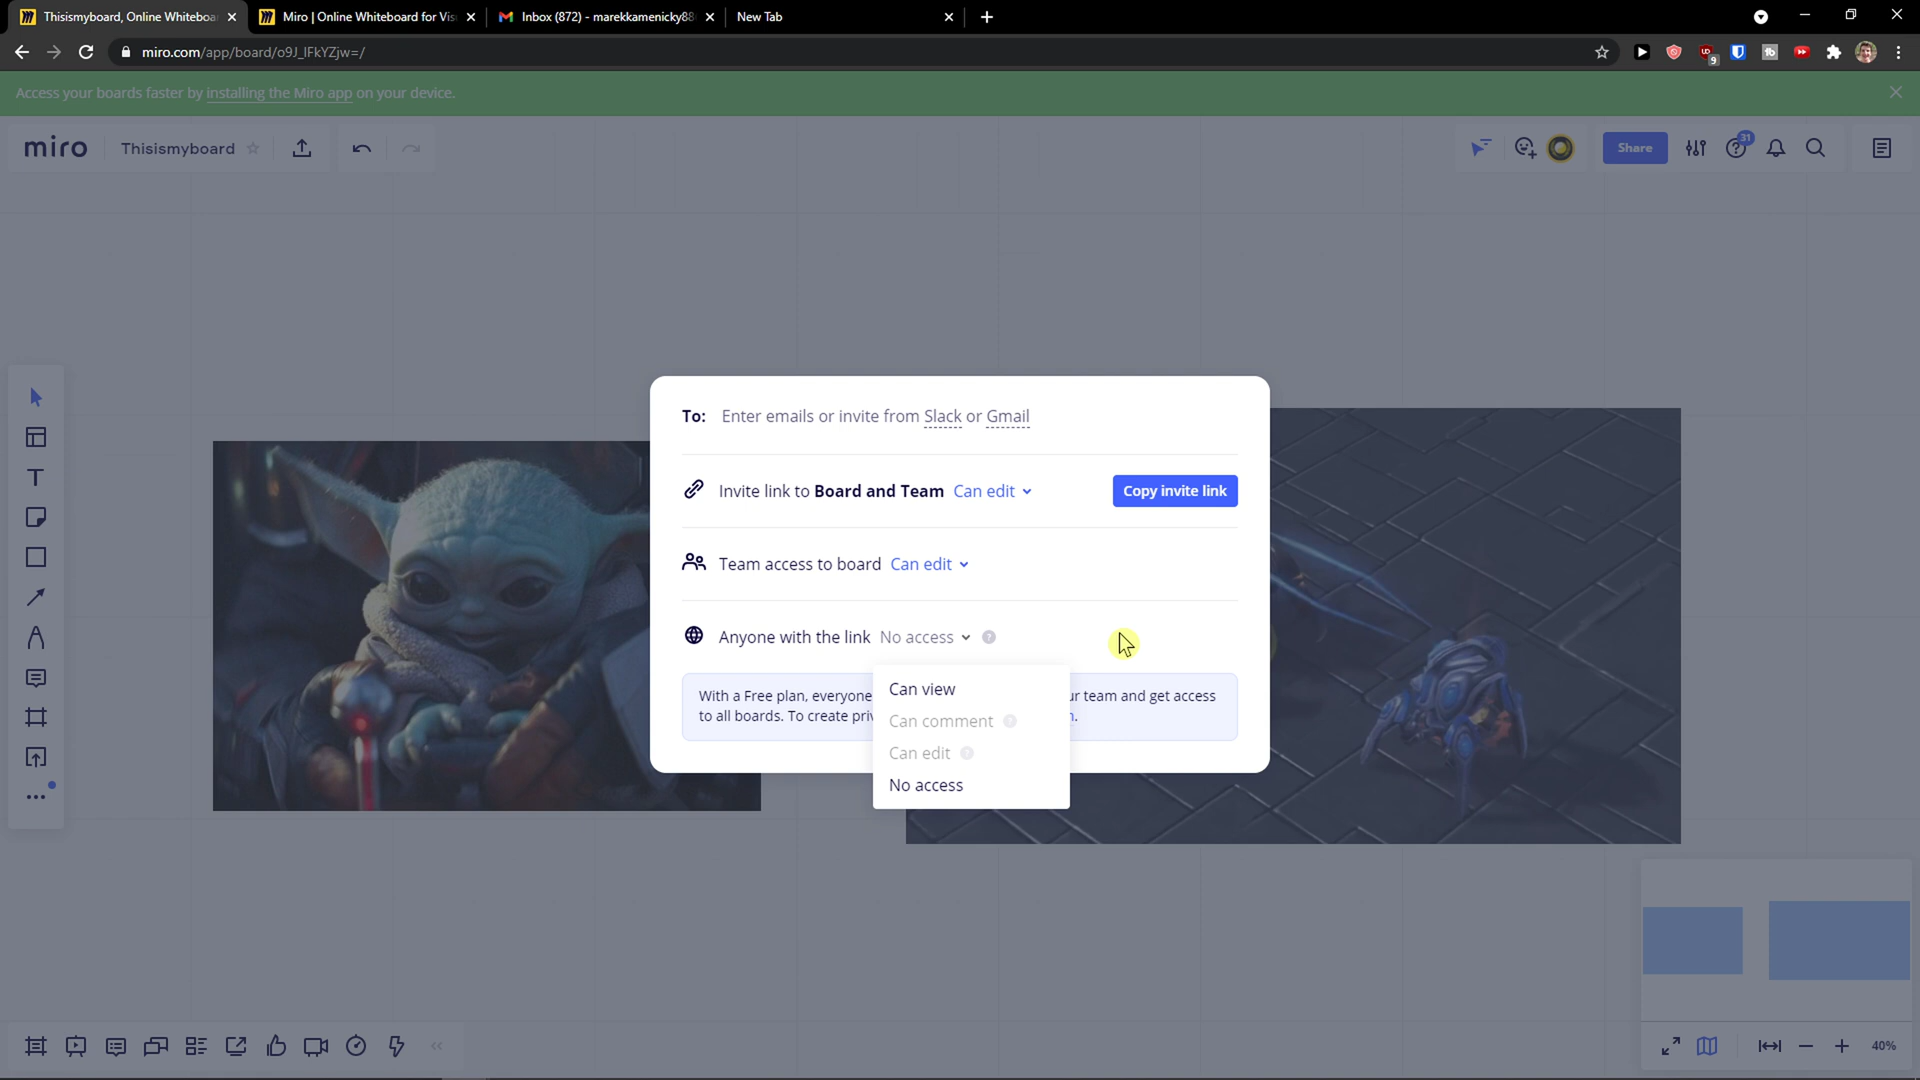 Thisismyboard, Online Whiteboa
Miro | Online Whiteboard for Vis
Inbox (872) - marekkamenicky88
New Tab
miro.com/app/board/o9J_lFkYZjw=/
9
Access your boards faster by installing the Miro app on your device.
miro
Thisismyboard
Share
31
To: Enter emails or invite from Slack or Gmail
Invite link to Board and Team Can edit
Copy invite link
Team access to board Can edit
Anyone with the link No access
With a Free plan, everyone
ur team and get access
to all boards. To create priv
n.
Can view
Can comment
Can edit
No access
40%